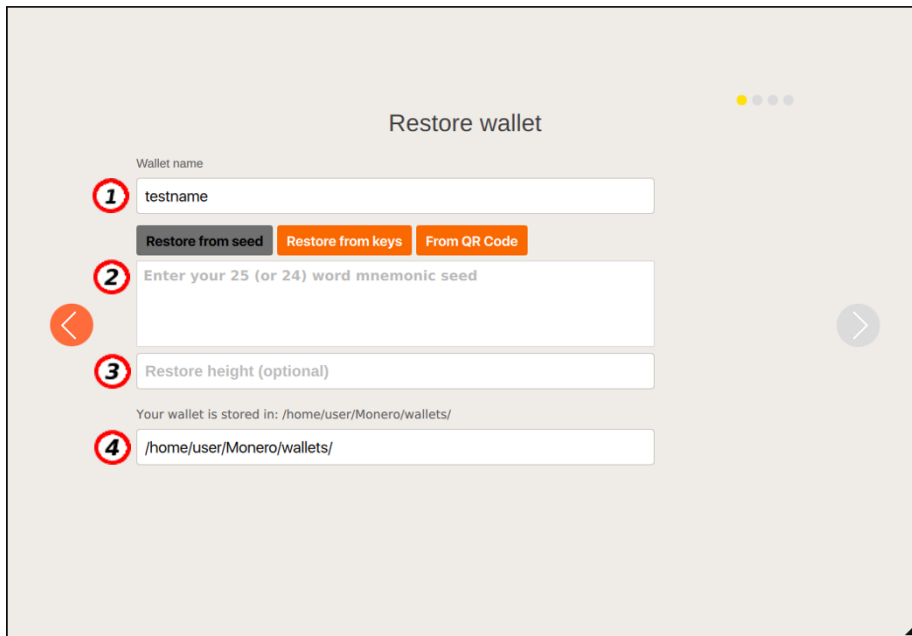 Restore wallet
Wallet name
1 testname
Restore from seed Restore from keys From QR Code
2 Enter your 25 (or 24) word mnemonic seed
3 Restore height (optional)
Your wallet is stored in: /home/user/Monero/wallets/
4 /home/user/Monero/wallets/